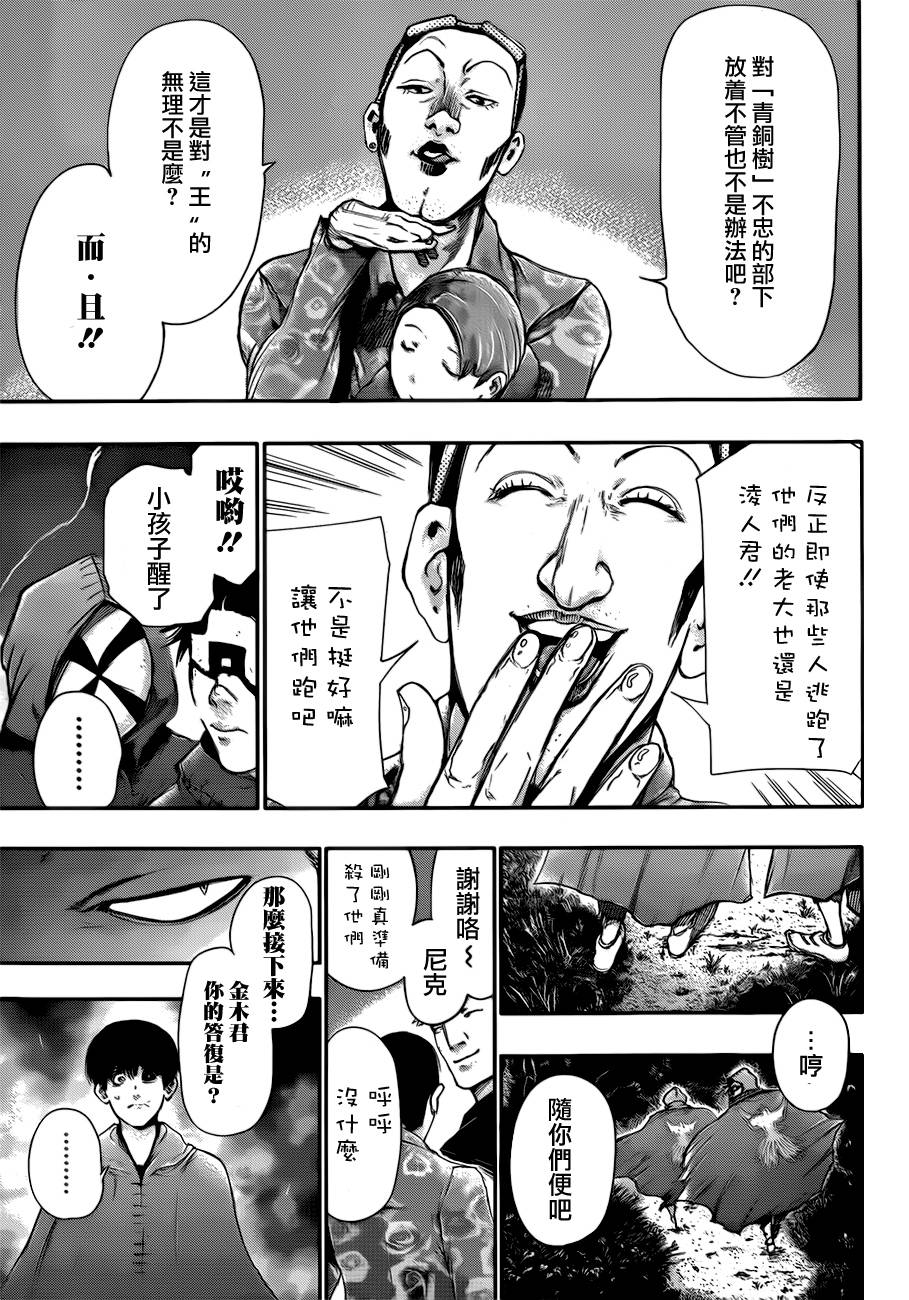 對「青銅樹」不忠的部下
放着不管也不是辦法吧？
這才是對〝王〞的
無理不是麼？
而・且！！
反正即使那些人逃跑了
他們的老大也還是
淩人君！！
不是挺好嘛
讓他們跑吧
哎喲！！
小孩子醒了
………
…哼
隨你們便吧
謝謝咯～
尼克
剛剛真準備
殺了他們
呼呼
沒什麼
那麼接下來…
金木君
你的答復是？
………